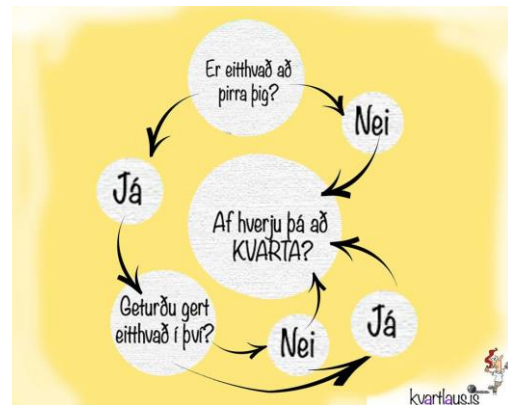 Er eitthvað að
pirra þig?
Nei
Já
Af hverju þá að
KVARTA?
Geturðu gert
eitthvað í því?
Nei
Já
kvartlaus.is